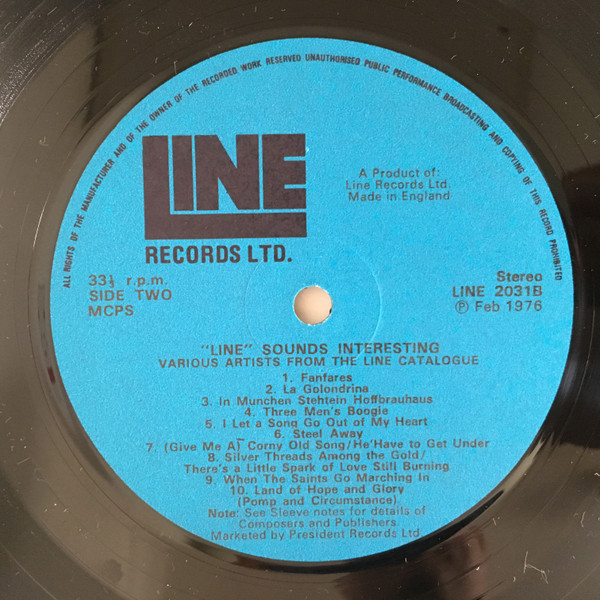 ALL RIGHTS OF THE MANUFACTURER AND OF THE OWNER OF THE RECORDED WORK RESERVED UNAUTHORISED PUBLIC PERFORMANCE BROADCASTING AND COPYING OF THIS RECORD PROHIBITED
LINE
RECORDS LTD.
A Product of:
Line Records Ltd.
Made in England
33⅓ r.p.m.
SIDE TWO
MCPS
Stereo
LINE 2031B
Ⓟ Feb 1976
"LINE" SOUNDS INTERESTING
VARIOUS ARTISTS FROM THE LINE CATALOGUE
1. Fanfares
2. La Golondrina
3. In Munchen Stehtein Hoffbrauhaus
4. Three Men's Boogie
5. I Let a Song Go Out of My Heart
6. Steel Away
7. (Give Me A) Corny Old Song/He'Have to Get Under
8. Silver Threads Among the Gold/
There's a Little Spark of Love Still Burning
9. When The Saints Go Marching In
10. Land of Hope and Glory
(Pomp and Circumstance)
Note: See Sleeve notes for details of
Composers and Publishers
Marketed by President Records Ltd